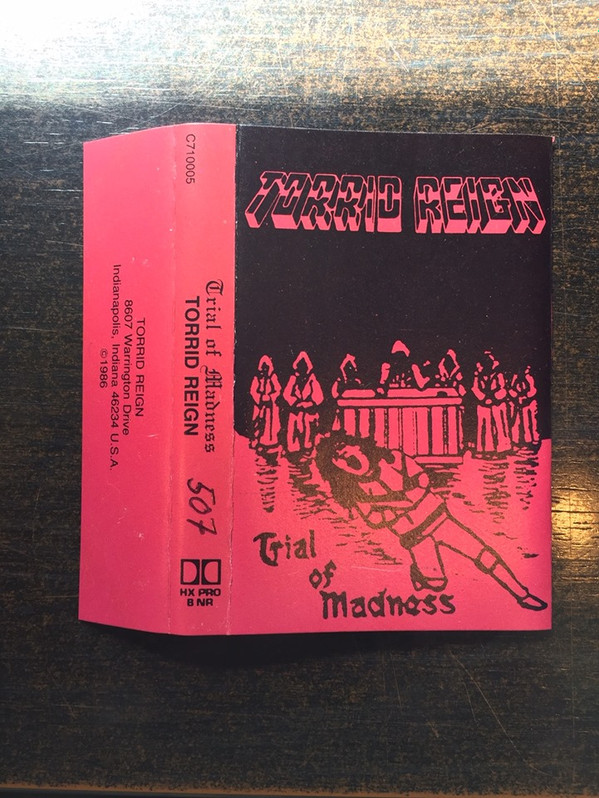 TORRID REIGN
8607 Warrington Drive
Indianapolis, Indiana 46234 U.S.A.
©1986
C710005
Trial of Madness
TORRID REIGN
507
HX PRO
B NR
TORRID REIGN
Trial
of
Madness